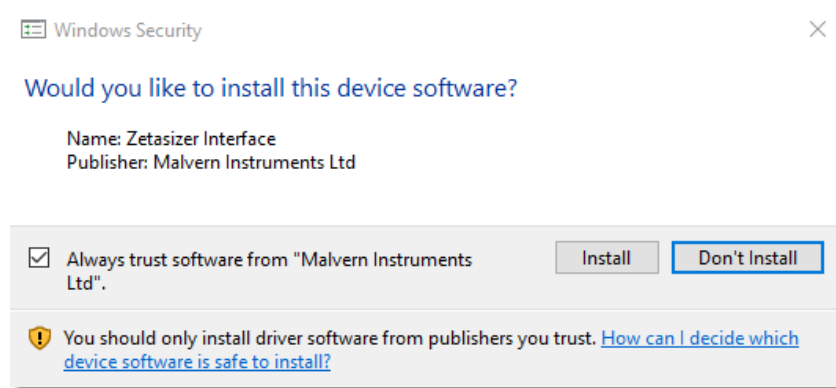 Windows Security
Would you like to install this device software?
Name: Zetasizer Interface
Publisher: Malvern Instruments Ltd
Always trust software from "Malvern Instruments
Ltd".
Install
Don't Install
You should only install driver software from publishers you trust. How can I decide which
device software is safe to install?